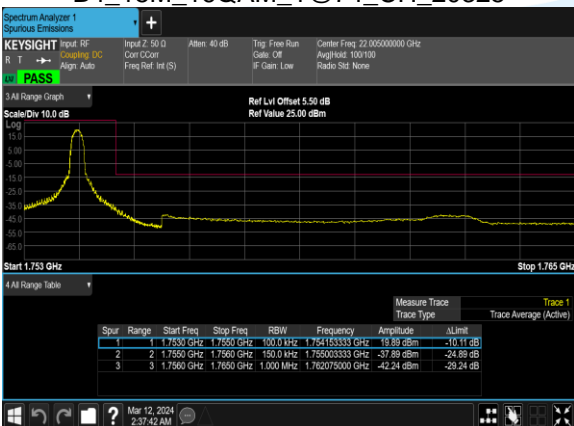 Spectrum Analyzer 1
Spurious Emissions
+
KEYSIGHT Input: RF Input Z: 50 Ω Atten: 40 dB Trig: Free Run Center Freq: 22.005000000 GHz
R T Coupling: DC Corr CCorr Gate: Off Avg|Hold: 100/100
Align: Auto Freq Ref: Int (S) IF Gain: Low Radio Std: None
PASS
3 All Range Graph
Ref Lvl Offset 5.50 dB
Scale/Div 10.0 dB Ref Value 25.00 dBm
Log
15.0
5.00
-5.00
-15.0
-25.0
-35.0
-45.0
-55.0
-65.0
Start 1.753 GHz Stop 1.765 GHz
4 All Range Table
Measure Trace Trace 1
Trace Type Trace Average (Active)
Spur Range Start Freq Stop Freq RBW Frequency Amplitude ΔLimit
1 1 1.7530 GHz 1.7550 GHz 100.0 kHz 1.754153333 GHz 19.89 dBm -10.11 dB
2 2 1.7550 GHz 1.7560 GHz 150.0 kHz 1.755003333 GHz -37.89 dBm -24.89 dB
3 3 1.7560 GHz 1.7650 GHz 1.000 MHz 1.762075000 GHz -42.24 dBm -29.24 dB
? Mar 12, 2024
2:37:42 AM